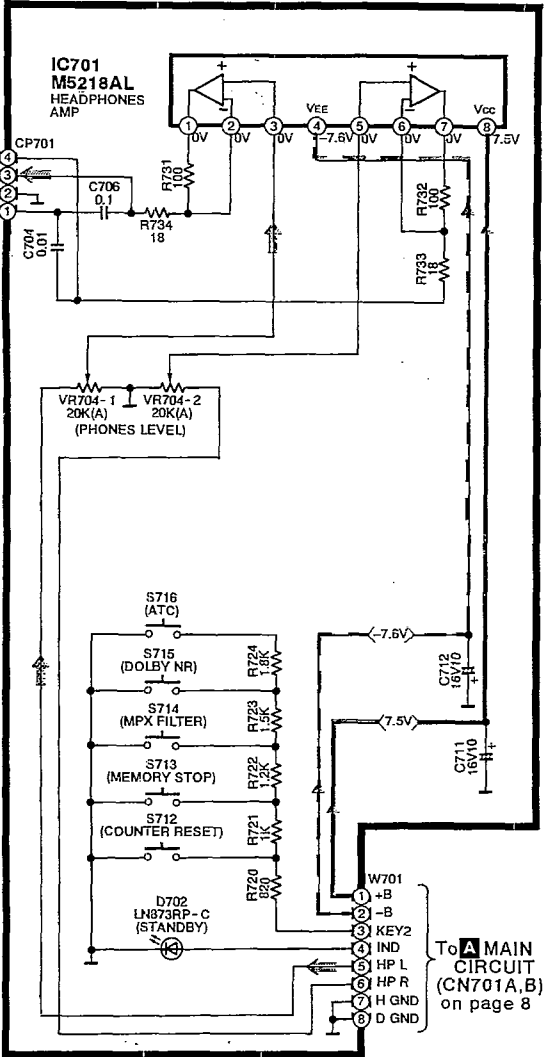 IC701
M5218AL
HEADPHONES
AMP
+
−
+
−
VEE
VCC
1 2 3 4 5 6 7 8
0V 0V 0V -7.6V 0V 0V 0V 7.5V
CP701
4
3
2
1
C706
0.1
R731
100
R734
18
C704
0.01
R732
100
R733
18
VR704-1
20K(A)
VR704-2
20K(A)
(PHONES LEVEL)
S716
(ATC)
R724
1.8K
S715
(DOLBY NR)
R723
1.5K
S714
(MPX FILTER)
R722
1.2K
S713
(MEMORY STOP)
R721
1K
S712
(COUNTER RESET)
R720
820
D702
LN873RP-C
(STANDBY)
-7.6V
C712
16V10
+
7.5V
C711
16V10
+
W701
1 +B
2 -B
3 KEY2
4 IND
5 HP L
6 HP R
7 H GND
8 D GND
To A MAIN
CIRCUIT
(CN701A,B)
on page 8